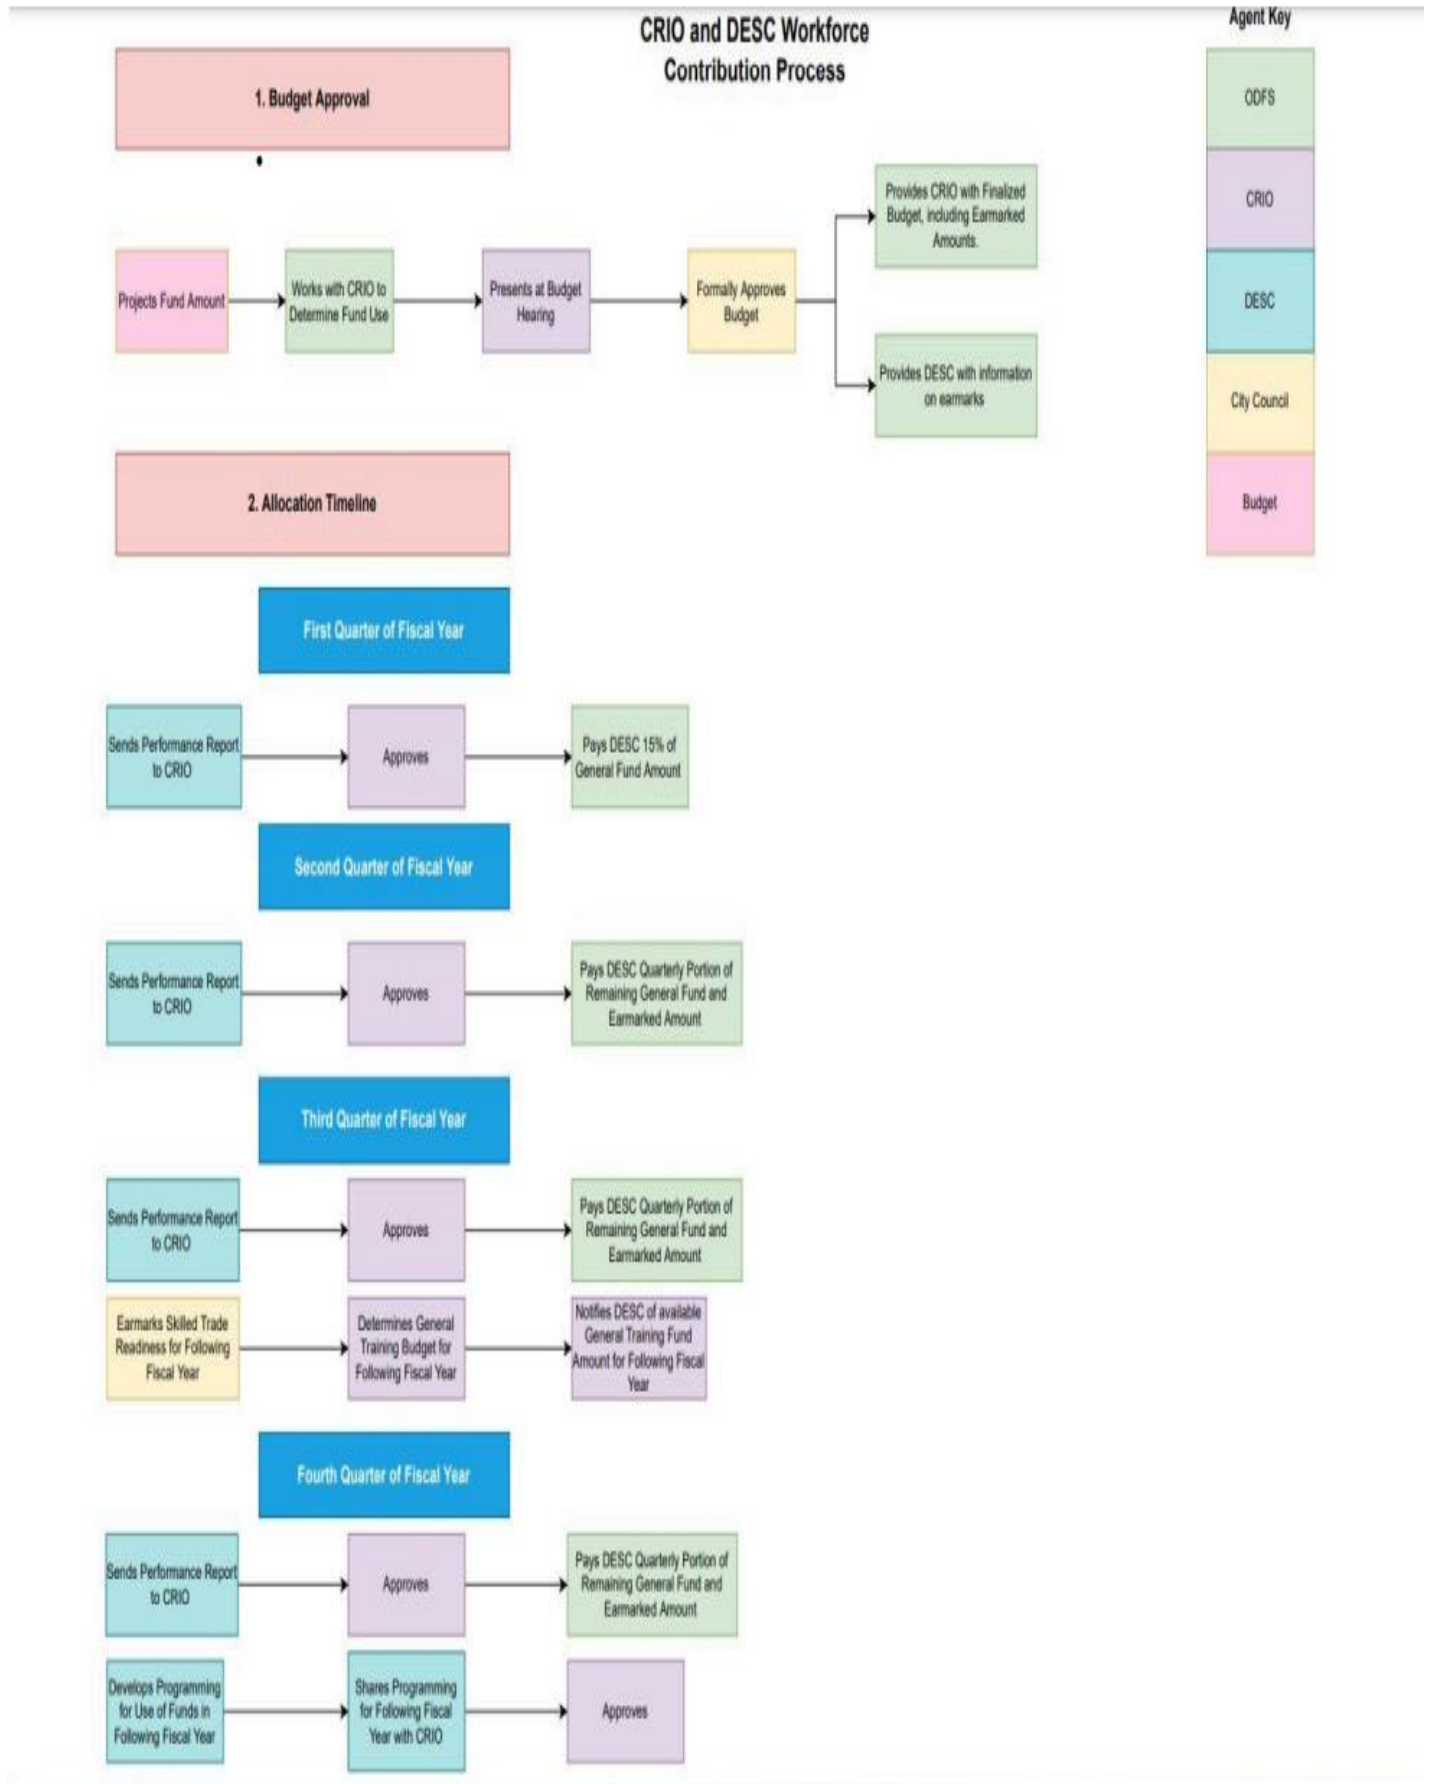 CRIO and DESC Workforce
Contribution Process
Agent Key
ODFS
CRIO
DESC
City Council
Budget
1. Budget Approval
Projects Fund Amount
Works with CRIO to
Determine Fund Use
Presents at Budget
Hearing
Formally Approves
Budget
Provides CRIO with Finalized
Budget, including Earmarked
Amounts.
Provides DESC with information
on earmarks
2. Allocation Timeline
First Quarter of Fiscal Year
Sends Performance Report
to CRIO
Approves
Pays DESC 15% of
General Fund Amount
Second Quarter of Fiscal Year
Sends Performance Report
to CRIO
Approves
Pays DESC Quarterly Portion of
Remaining General Fund and
Earmarked Amount
Third Quarter of Fiscal Year
Sends Performance Report
to CRIO
Approves
Pays DESC Quarterly Portion of
Remaining General Fund and
Earmarked Amount
Earmarks Skilled Trade
Readiness for Following
Fiscal Year
Determines General
Training Budget for
Following Fiscal Year
Notifies DESC of available
General Training Fund
Amount for Following Fiscal
Year
Fourth Quarter of Fiscal Year
Sends Performance Report
to CRIO
Approves
Pays DESC Quarterly Portion of
Remaining General Fund and
Earmarked Amount
Develops Programming
for Use of Funds in
Following Fiscal Year
Shares Programming
for Following Fiscal
Year with CRIO
Approves